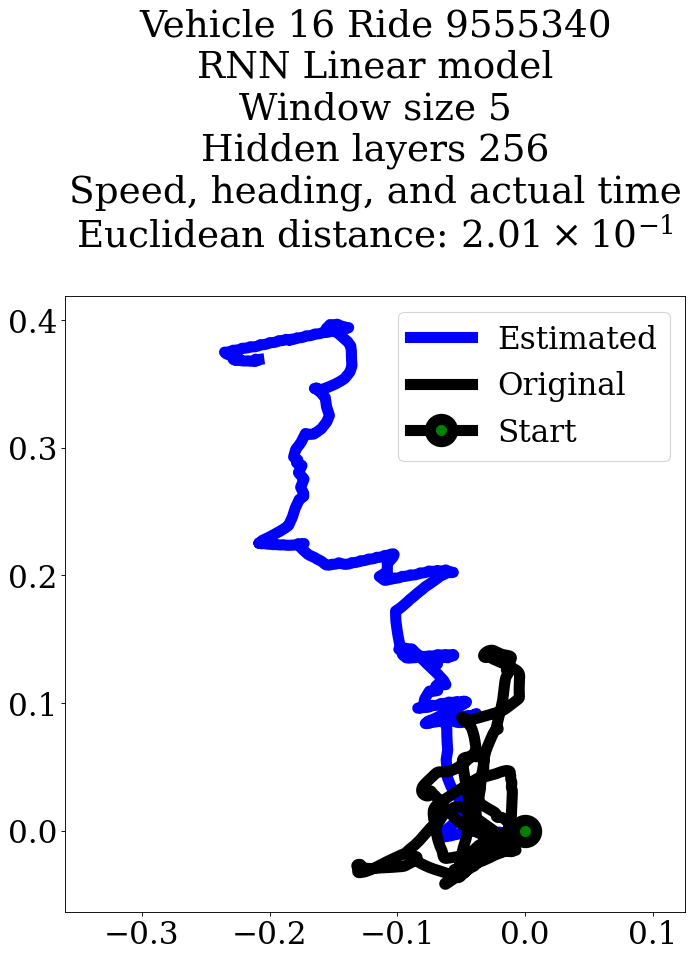 Vehicle 16 Ride 9555340
RNN Linear model
Window size 5
Hidden layers 256
Speed, heading, and actual time
Euclidean distance: 2.01 × 10⁻¹
Estimated
Original
Start
0.4
0.3
0.2
0.1
0.0
−0.3
−0.2
−0.1
0.0
0.1